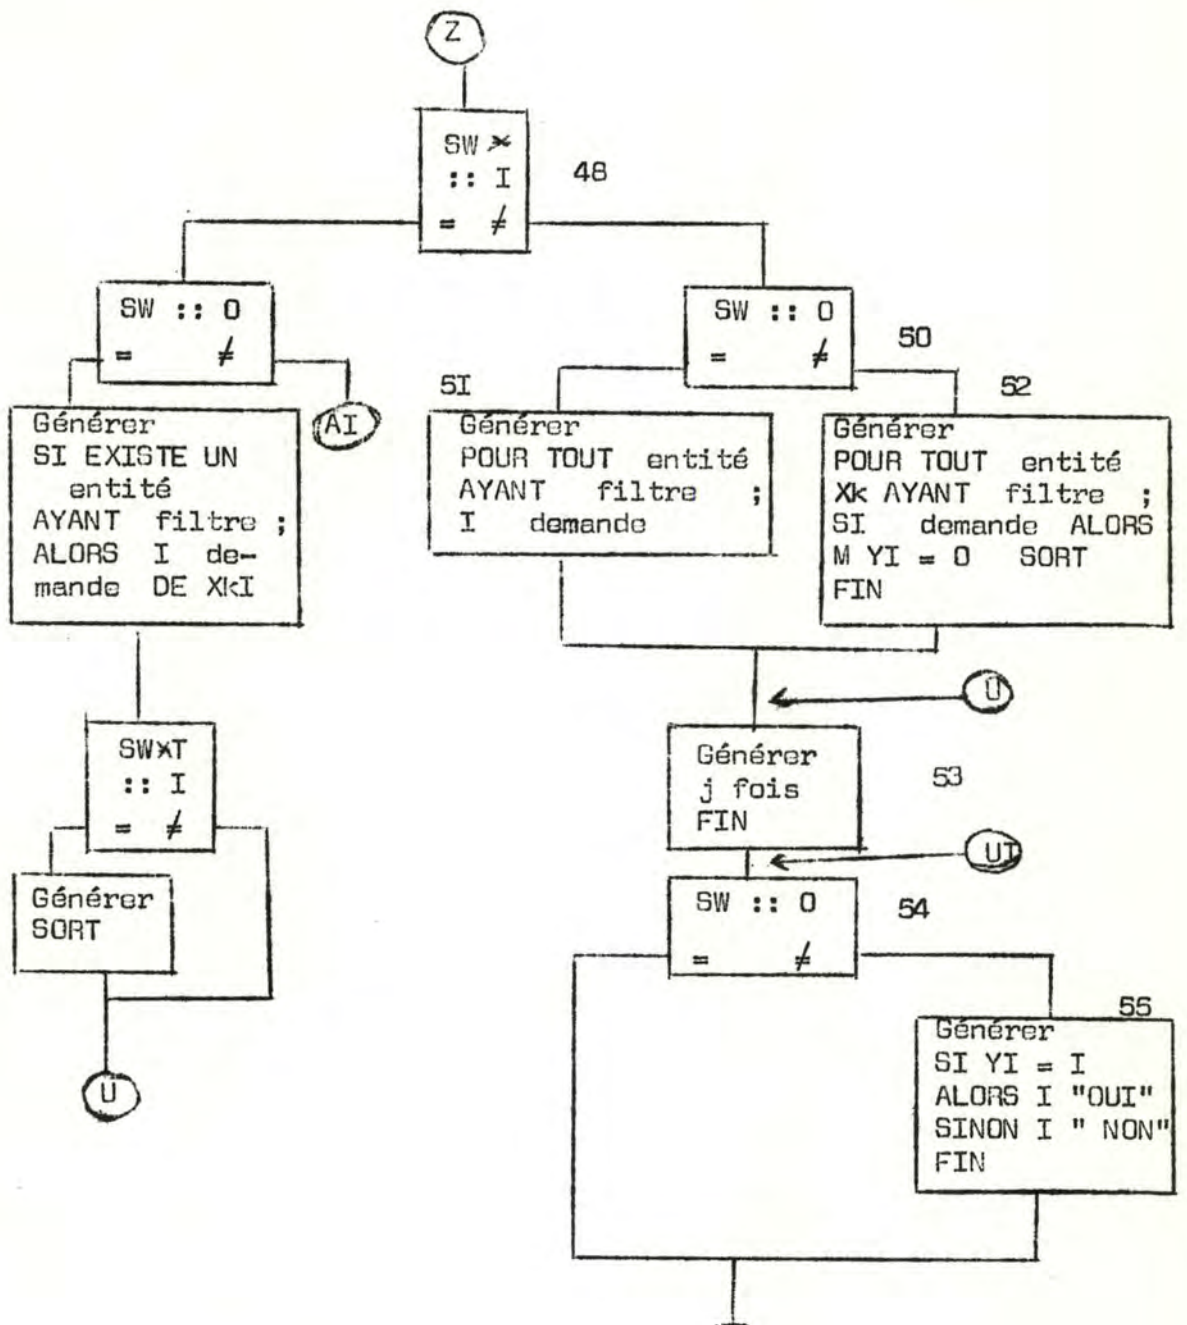 Z
SW *
:: I
= ≠
48
SW :: 0
= ≠
SW :: 0
= ≠
50
AI
5I
52
Générer
SI EXISTE UN
entité
AYANT filtre ;
ALORS I de-
mande DE XkI
Générer
POUR TOUT entité
AYANT filtre ;
I demande
Générer
POUR TOUT entité
Xk AYANT filtre ;
SI demande ALORS
M YI = 0 SORT
FIN
U
SW*T
:: I
= ≠
Générer
j fois
FIN
53
UI
Générer
SORT
SW :: 0
= ≠
54
U
55
Générer
SI YI = I
ALORS I "OUI"
SINON I " NON"
FIN